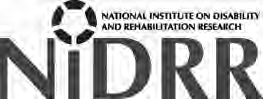 NATIONAL INSTITUTE ON DISABILITY
AND REHABILITATION RESEARCH
NIDRR